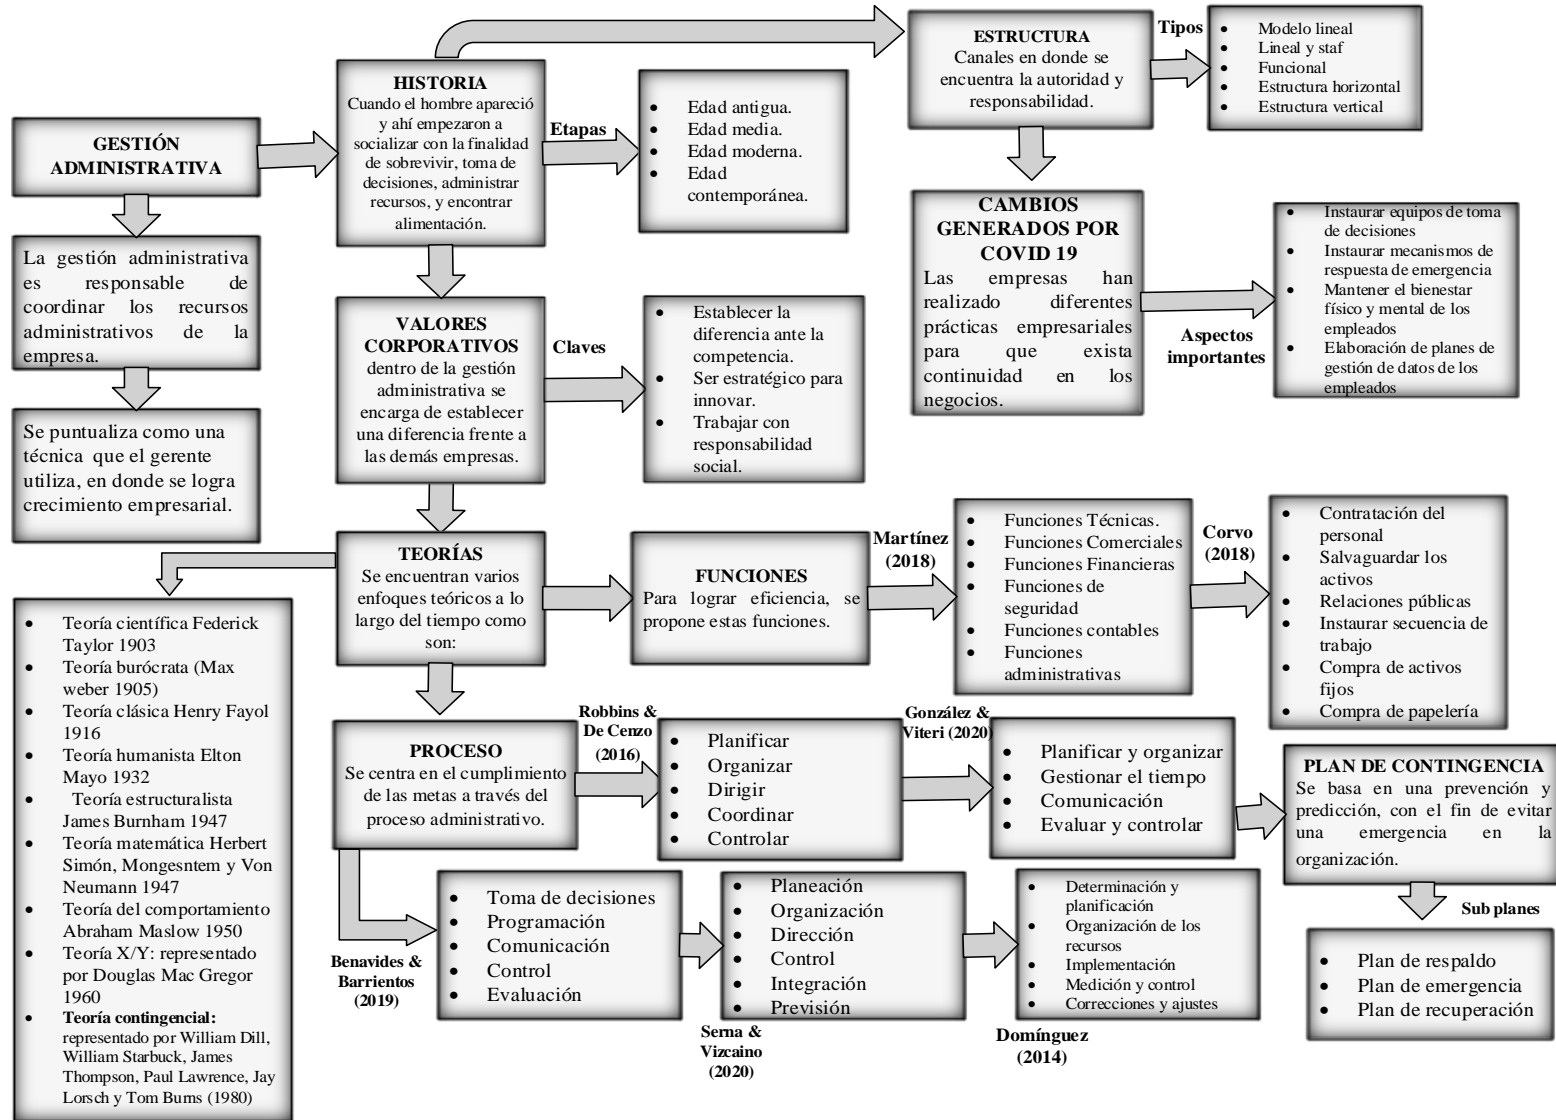 GESTIÓN
ADMINISTRATIVA
La gestión administrativa
es responsable de
coordinar los recursos
administrativos de la
empresa.
Se puntualiza como una
técnica que el gerente
utiliza, en donde se logra
crecimiento empresarial.
HISTORIA
Cuando el hombre apareció
y ahí empezaron a
socializar con la finalidad
de sobrevivir, toma de
decisiones, administrar
recursos, y encontrar
alimentación.
Etapas
• Edad antigua.
• Edad media.
• Edad moderna.
• Edad
contemporánea.
ESTRUCTURA
Canales en donde se
encuentra la autoridad y
responsabilidad.
Tipos
• Modelo lineal
• Lineal y staf
• Funcional
• Estructura horizontal
• Estructura vertical
CAMBIOS
GENERADOS POR
COVID 19
Las empresas han
realizado diferentes
prácticas empresariales
para que exista
continuidad en los
negocios.
Aspectos
importantes
• Instaurar equipos de toma
de decisiones
• Instaurar mecanismos de
respuesta de emergencia
• Mantener el bienestar
físico y mental de los
empleados
• Elaboración de planes de
gestión de datos de los
empleados
VALORES
CORPORATIVOS
dentro de la gestión
administrativa se
encarga de establecer
una diferencia frente a
las demás empresas.
Claves
• Establecer la
diferencia ante la
competencia.
• Ser estratégico para
innovar.
• Trabajar con
responsabilidad
social.
TEORÍAS
Se encuentran varios
enfoques teóricos a lo
largo del tiempo como
son:
• Teoría científica Federick
Taylor 1903
• Teoría burócrata (Max
weber 1905)
• Teoría clásica Henry Fayol
1916
• Teoría humanista Elton
Mayo 1932
• Teoría estructuralista
James Burnham 1947
• Teoría matemática Herbert
Simón, Mongesntem y Von
Neumann 1947
• Teoría del comportamiento
Abraham Maslow 1950
• Teoría X/Y: representado
por Douglas Mac Gregor
1960
• Teoría contingencial:
representado por William Dill,
William Starbuck, James
Thompson, Paul Lawrence, Jay
Lorsch y Tom Burns (1980)
FUNCIONES
Para lograr eficiencia, se
propone estas funciones.
Martínez
(2018)
• Funciones Técnicas.
• Funciones Comerciales
• Funciones Financieras
• Funciones de
seguridad
• Funciones contables
• Funciones
administrativas
Corvo
(2018)
• Contratación del
personal
• Salvaguardar los
activos
• Relaciones públicas
• Instaurar secuencia de
trabajo
• Compra de activos
fijos
• Compra de papelería
PROCESO
Se centra en el cumplimiento
de las metas a través del
proceso administrativo.
Robbins &
De Cenzo
(2016)
• Planificar
• Organizar
• Dirigir
• Coordinar
• Controlar
González &
Viteri (2020)
• Planificar y organizar
• Gestionar el tiempo
• Comunicación
• Evaluar y controlar
PLAN DE CONTINGENCIA
Se basa en una prevención y
predicción, con el fin de evitar
una emergencia en la
organización.
Sub planes
• Plan de respaldo
• Plan de emergencia
• Plan de recuperación
Benavides &
Barrientos
(2019)
• Toma de decisiones
• Programación
• Comunicación
• Control
• Evaluación
Serna &
Vizcaino
(2020)
• Planeación
• Organización
• Dirección
• Control
• Integración
• Previsión
Domínguez
(2014)
• Determinación y
planificación
• Organización de los
recursos
• Implementación
• Medición y control
• Correcciones y ajustes